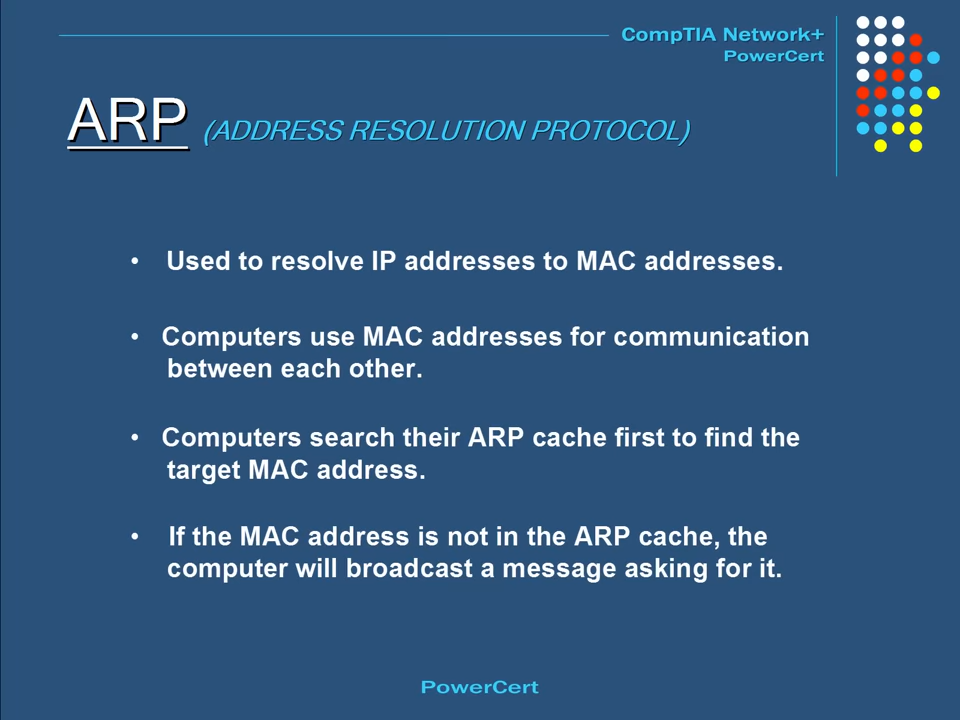 CompTIA Network+
PowerCert
ARP (ADDRESS RESOLUTION PROTOCOL)
• Used to resolve IP addresses to MAC addresses.
• Computers use MAC addresses for communication
between each other.
• Computers search their ARP cache first to find the
target MAC address.
• If the MAC address is not in the ARP cache, the
computer will broadcast a message asking for it.
PowerCert